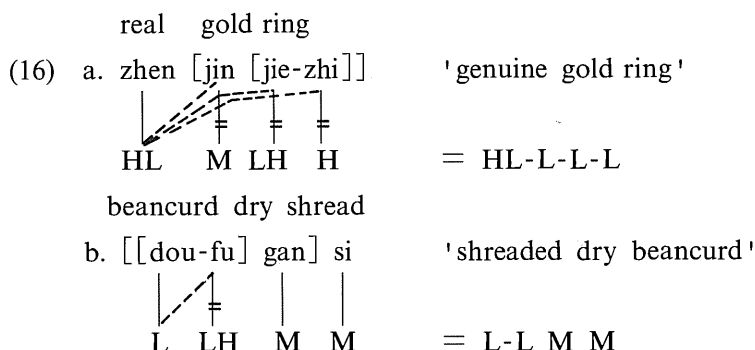 real gold ring
(16) a. zhen [jin [jie-zhi]] 'genuine gold ring'
HL M LH H = HL-L-L-L
beancurd dry shread
b. [[dou-fu] gan] si 'shreaded dry beancurd'
L LH M M = L-L M M